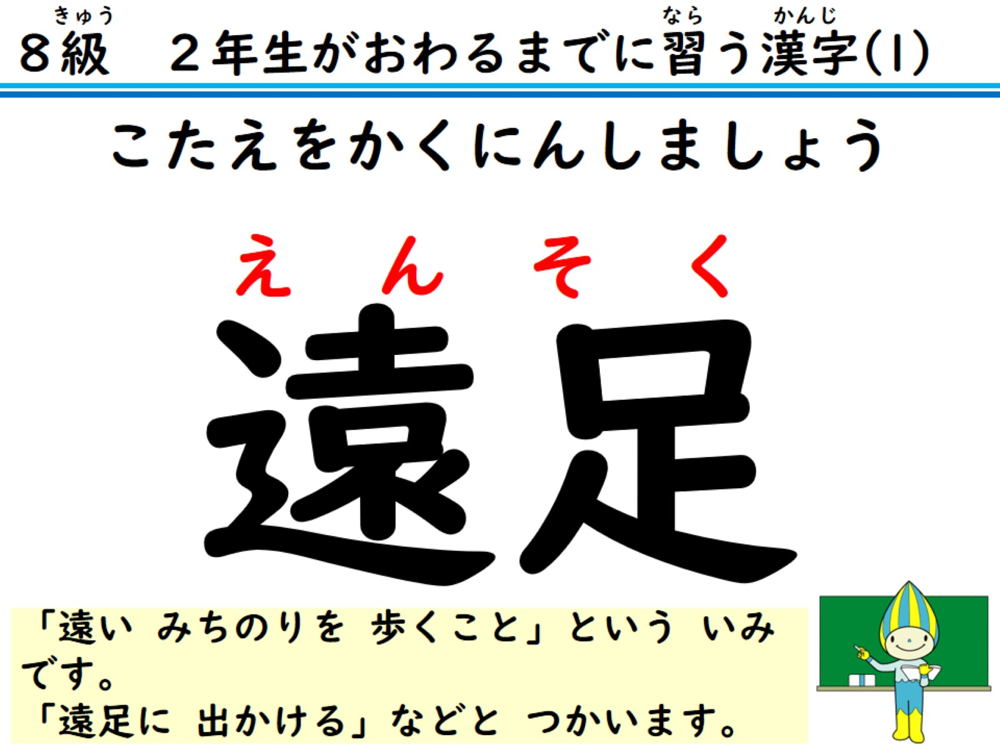 きゅう なら かんじ
８級　２年生がおわるまでに習う漢字(1)
こたえをかくにんしましょう
え ん そ く
遠足
「遠い みちのりを 歩くこと」という いみ
です。
「遠足に 出かける」などと つかいます。